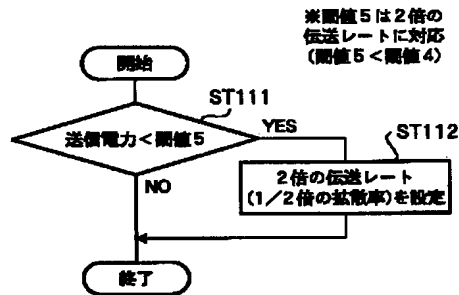 ※閾値5は2倍の
伝送レートに対応
(閾値5<閾値4)
開始
ST111
送信電力<閾値5
YES
ST112
2倍の伝送レート
(1/2倍の拡散率)を設定
NO
終了